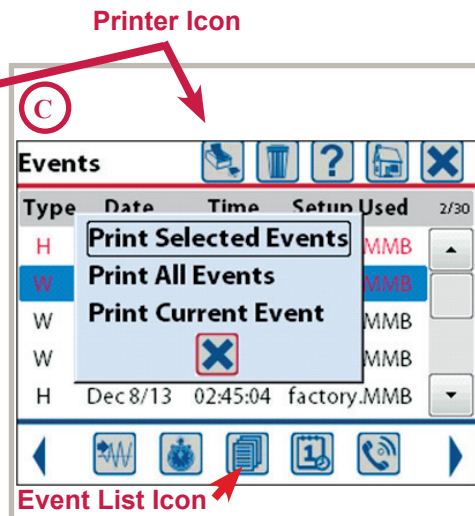 Printer Icon
C
Events
?
Type Date Time Setup Used 2/30
H MMB
Print Selected Events
W MMB
Print All Events
W MMB
Print Current Event
W MMB
H Dec 8/13 02:45:04 factory.MMB
1
Event List Icon